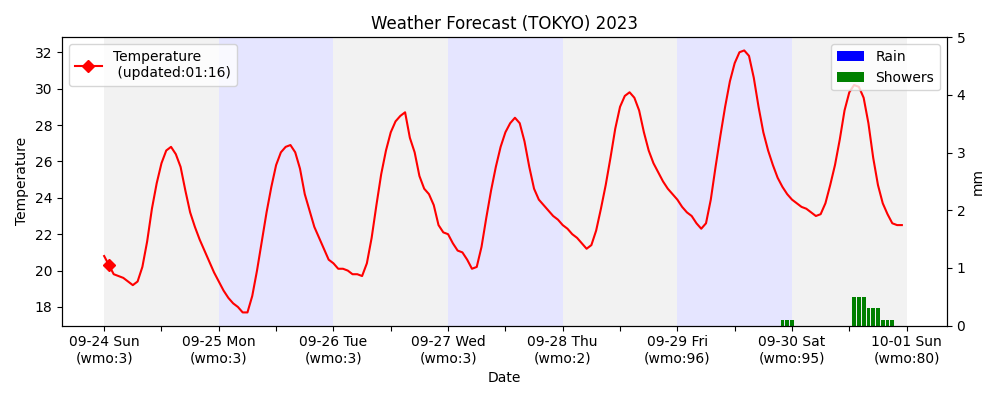 Weather Forecast (TOKYO) 2023
Temperature
(updated:01:16)
Rain
Showers
Temperature
32
30
28
26
24
22
20
18
5
4
3
2
1
0
mm
09-24 Sun
(wmo:3)
09-25 Mon
(wmo:3)
09-26 Tue
(wmo:3)
09-27 Wed
(wmo:3)
09-28 Thu
(wmo:2)
09-29 Fri
(wmo:96)
09-30 Sat
(wmo:95)
10-01 Sun
(wmo:80)
Date